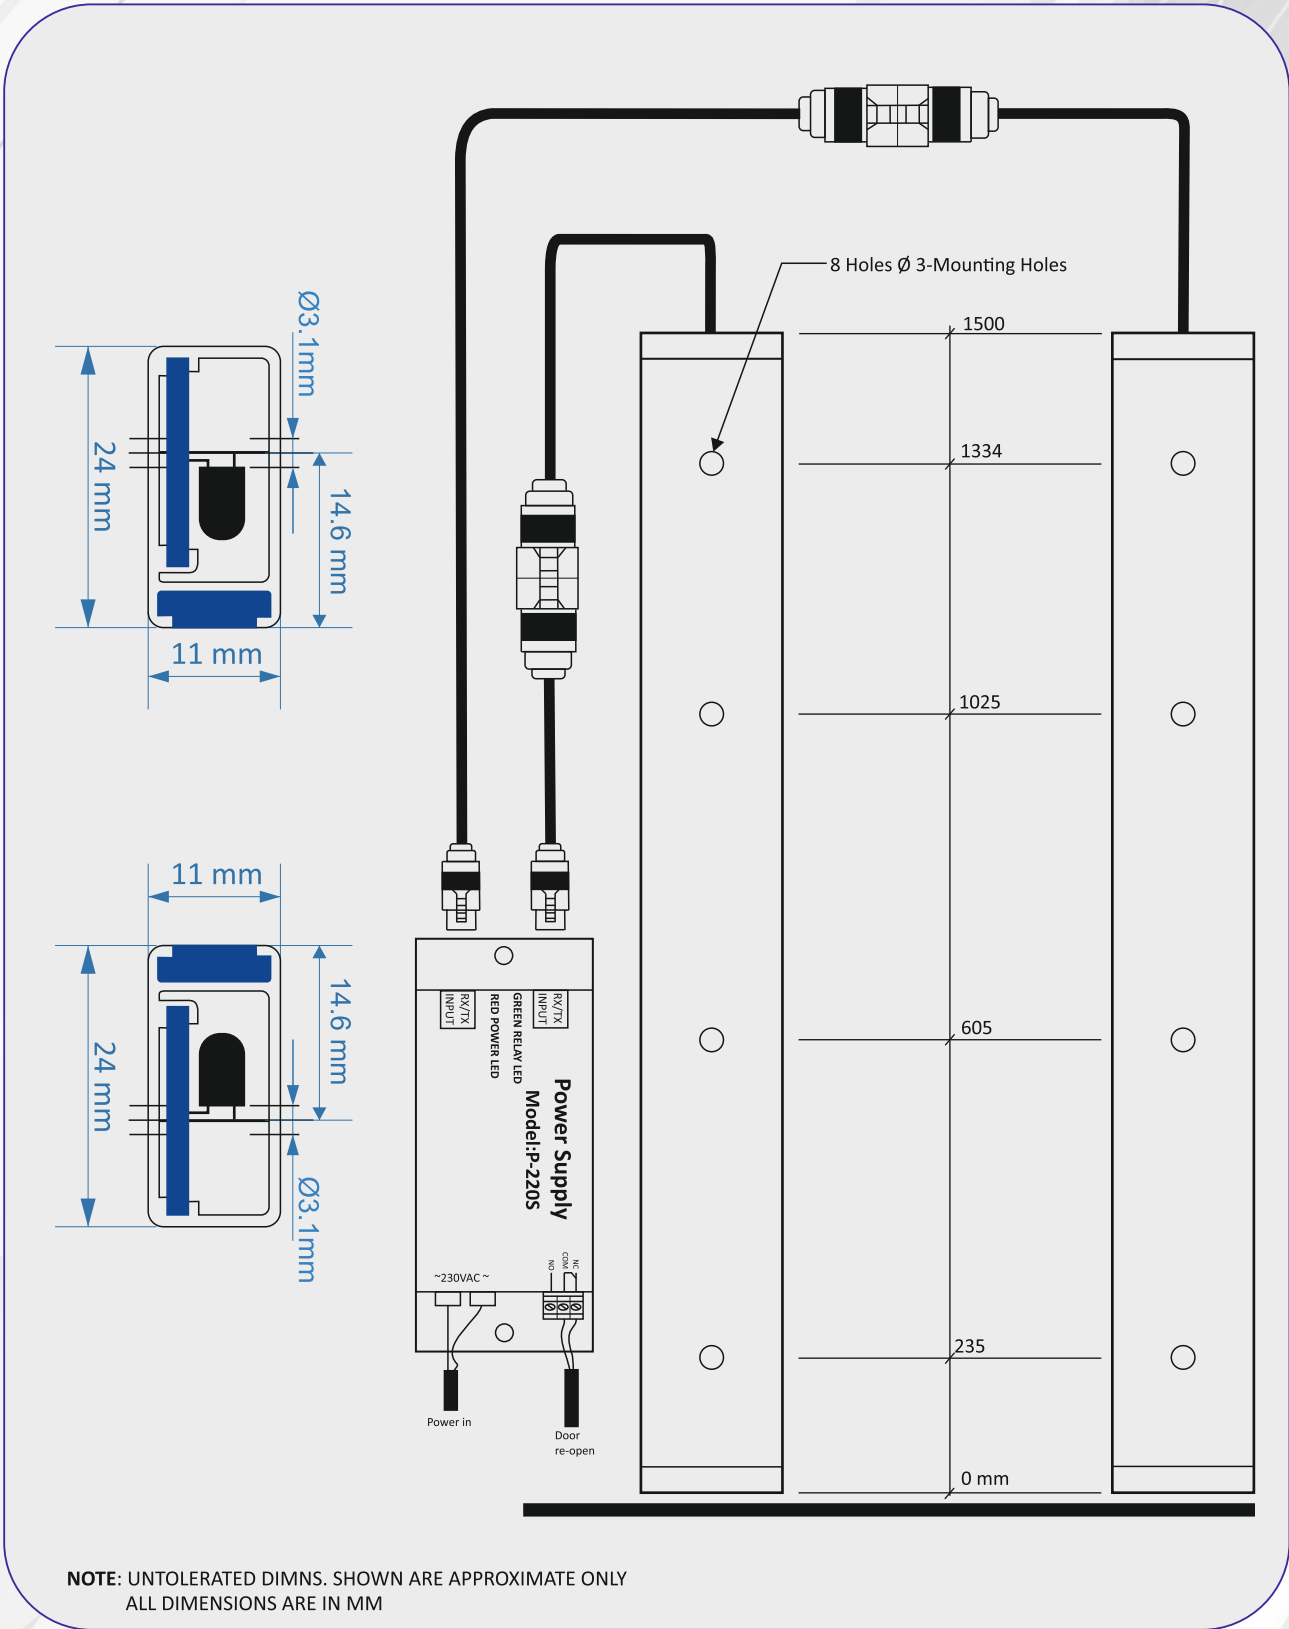 8 Holes Ø 3-Mounting Holes
1500
1334
1025
605
235
0 mm
Ø3.1mm
24 mm
14.6 mm
11 mm
11 mm
14.6 mm
24 mm
Ø3.1mm
RX/TX
INPUT
RED POWER LED
GREEN RELAY LED
RX/TX
INPUT
Power Supply
Model:P-220S
~230VAC ~
NO
COM
NC
Power in
Door
re-open
NOTE: UNTOLERATED DIMNS. SHOWN ARE APPROXIMATE ONLY
ALL DIMENSIONS ARE IN MM